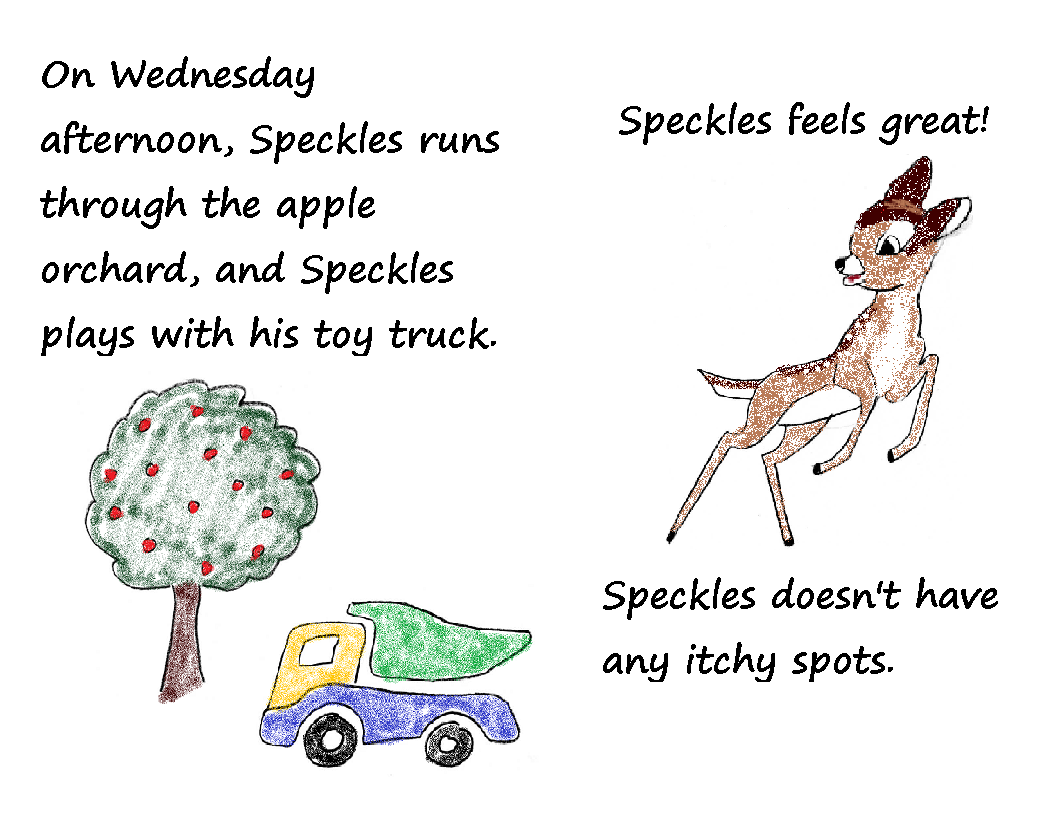 On Wednesday
afternoon, Speckles runs
through the apple
orchard, and Speckles
plays with his toy truck.
Speckles feels great!
Speckles doesn't have
any itchy spots.